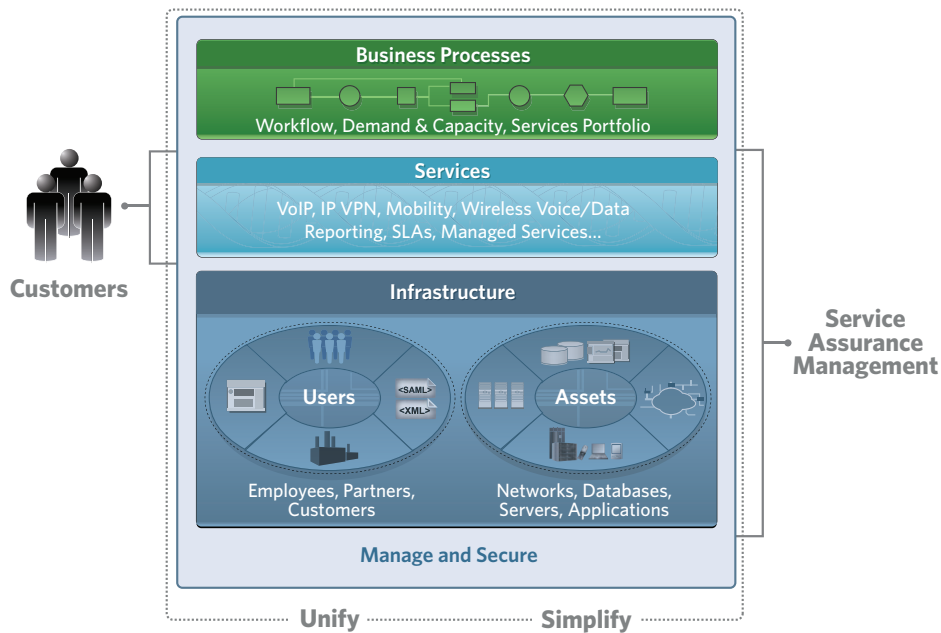 Business Processes
Workflow, Demand & Capacity, Services Portfolio
Services
VoIP, IP VPN, Mobility, Wireless Voice/Data
Reporting, SLAs, Managed Services...
Customers
Infrastructure
Users
<SAML>
<XML>
Assets
Employees, Partners,
Customers
Networks, Databases,
Servers, Applications
Service
Assurance
Management
Manage and Secure
Unify
Simplify